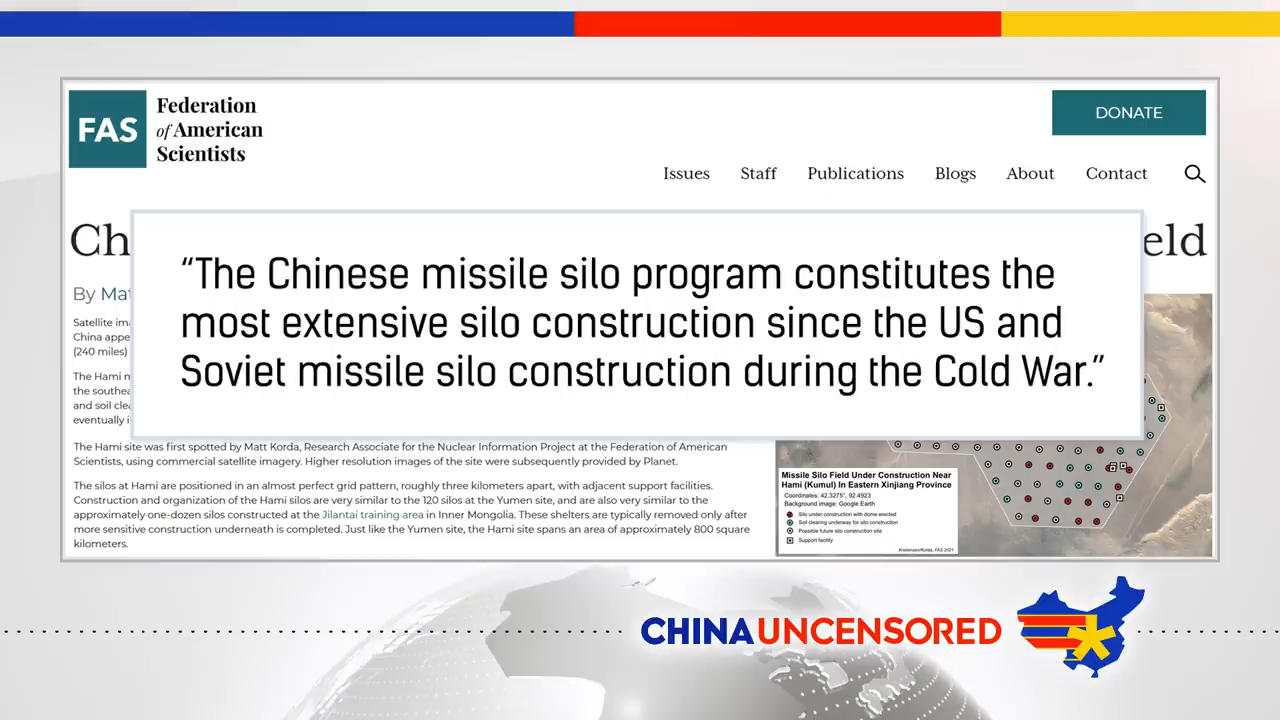 FAS
Federation
of American
Scientists
DONATE
Issues Staff Publications Blogs About Contact
Ch
eld
“The Chinese missile silo program constitutes the
most extensive silo construction since the US and
Soviet missile silo construction during the Cold War.”
By Mat
Satellite im
China appe
(240 miles)
The Hami m
the southea
and soil clea
eventually i
The Hami site was first spotted by Matt Korda, Research Associate for the Nuclear Information Project at the Federation of American
Scientists, using commercial satellite imagery. Higher resolution images of the site were subsequently provided by Planet.
The silos at Hami are positioned in an almost perfect grid pattern, roughly three kilometers apart, with adjacent support facilities.
Construction and organization of the Hami silos are very similar to the 120 silos at the Yumen site, and are also very similar to the
approximately one-dozen silos constructed at the Jilantai training area in Inner Mongolia. These shelters are typically removed only after
more sensitive construction underneath is completed. Just like the Yumen site, the Hami site spans an area of approximately 800 square
kilometers.
Missile Silo Field Under Construction Near
Hami (Kumul) In Eastern Xinjiang Province
Coordinates: 42.3275°, 92.4923
Background image: Google Earth
Silo under construction with dome erected
Soil clearing underway for silo construction
Possible future silo construction site
Support facility
Kristensen/Korda, FAS 2021
CHINA UNCENSORED